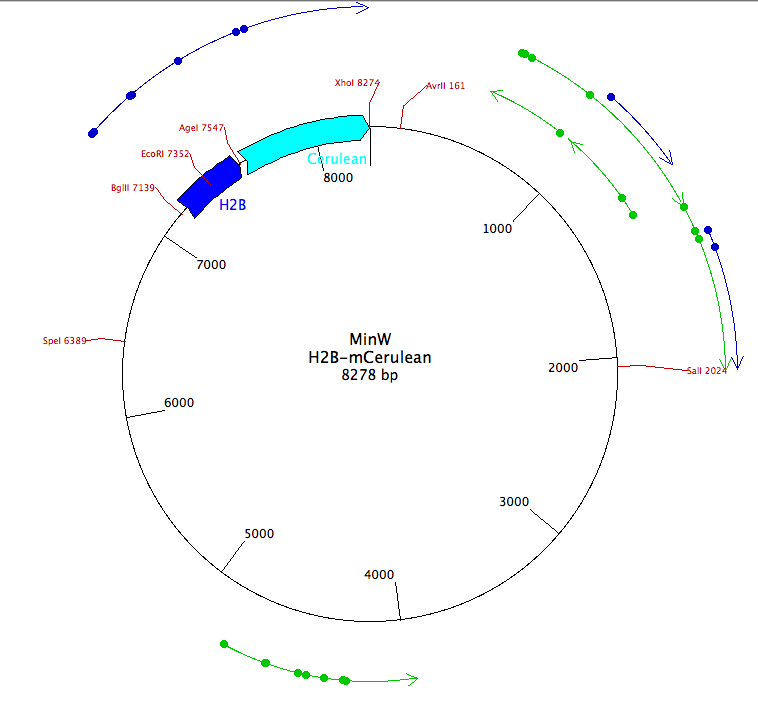 XhoI 8274
AvrII 161
AgeI 7547
EcoRI 7352
Cerulean
8000
BglII 7139
H2B
1000
7000
SpeI 6389
MinW
H2B-mCerulean
8278 bp
2000
SalI 2024
6000
3000
5000
4000